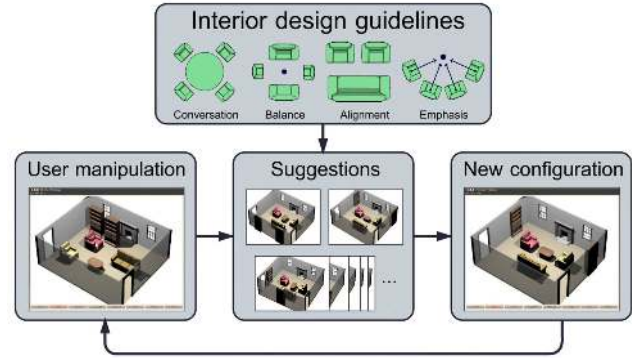 Interior design guidelines
Conversation Balance Alignment Emphasis
User manipulation Suggestions New configuration
...